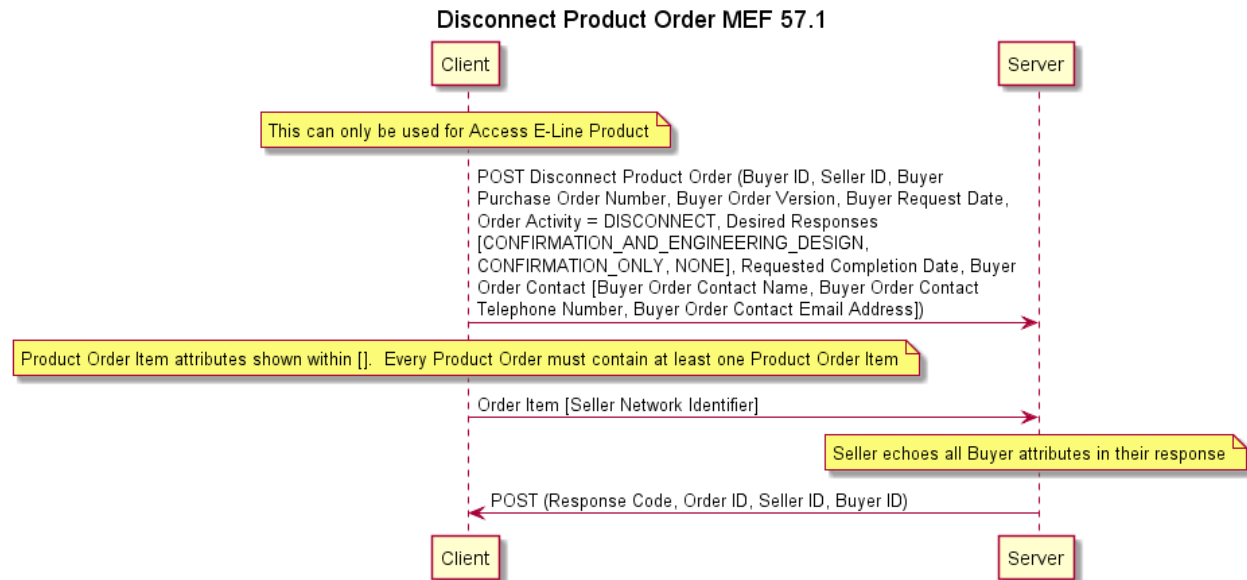 Disconnect Product Order MEF 57.1
Client
Server
This can only be used for Access E-Line Product
POST Disconnect Product Order (Buyer ID, Seller ID, Buyer
Purchase Order Number, Buyer Order Version, Buyer Request Date,
Order Activity = DISCONNECT, Desired Responses
[CONFIRMATION_AND_ENGINEERING_DESIGN,
CONFIRMATION_ONLY, NONE], Requested Completion Date, Buyer
Order Contact [Buyer Order Contact Name, Buyer Order Contact
Telephone Number, Buyer Order Contact Email Address])
Product Order Item attributes shown within [].  Every Product Order must contain at least one Product Order Item
Order Item [Seller Network Identifier]
Seller echoes all Buyer attributes in their response
POST (Response Code, Order ID, Seller ID, Buyer ID)
Client
Server